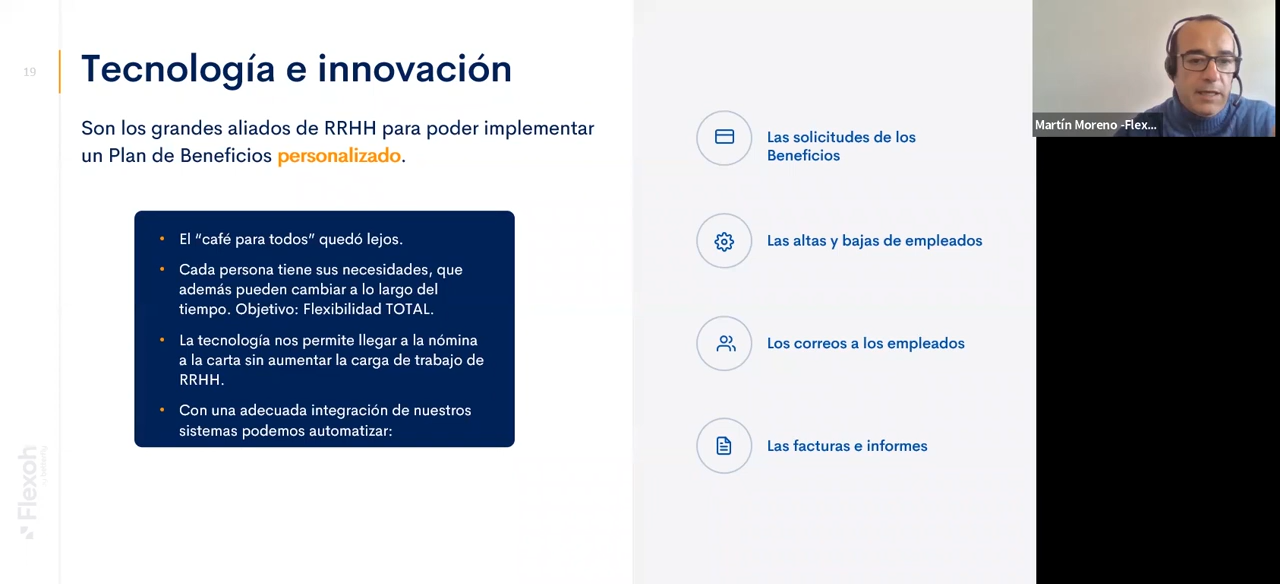 19
Tecnología e innovación
Son los grandes aliados de RRHH para poder implementar
un Plan de Beneficios personalizado.
• El “café para todos” quedó lejos.
• Cada persona tiene sus necesidades, que
además pueden cambiar a lo largo del
tiempo. Objetivo: Flexibilidad TOTAL.
• La tecnología nos permite llegar a la nómina
a la carta sin aumentar la carga de trabajo de
RRHH.
• Con una adecuada integración de nuestros
sistemas podemos automatizar:
Las solicitudes de los
Beneficios
Las altas y bajas de empleados
Los correos a los empleados
Las facturas e informes
Martín Moreno -Flex...
Flexoh